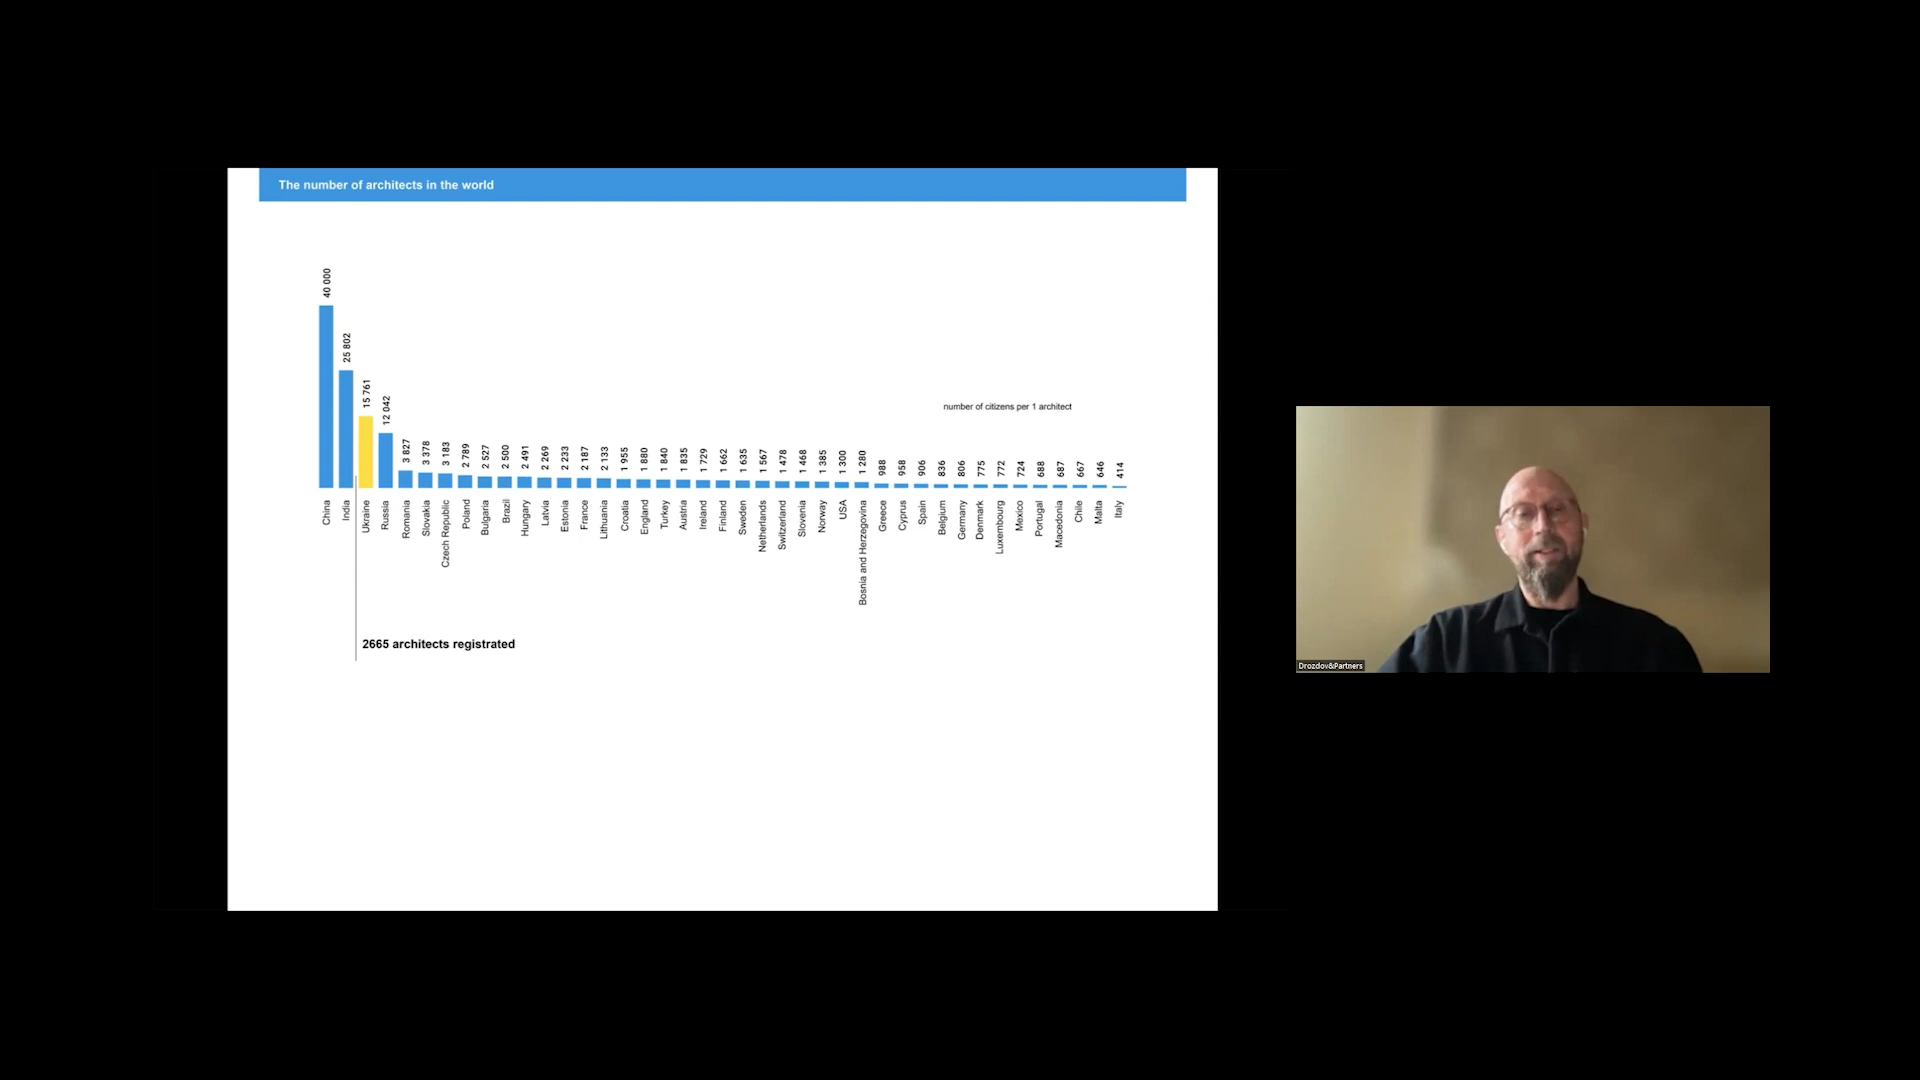 The number of architects in the world
40 000
25 802
15 761
12 042
3 827
3 378
3 183
2 789
2 527
2 500
2 491
2 269
2 233
2 187
2 133
1 955
1 880
1 840
1 835
1 729
1 662
1 635
1 567
1 478
1 468
1 385
1 300
1 280
988
958
906
836
806
775
772
724
688
687
667
646
414
number of citizens per 1 architect
China
India
Ukraine
Russia
Romania
Slovakia
Czech Republic
Poland
Bulgaria
Brazil
Hungary
Latvia
Estonia
France
Lithuania
Croatia
England
Turkey
Austria
Ireland
Finland
Sweden
Netherlands
Switzerland
Slovenia
Norway
USA
Bosnia and Herzegovina
Greece
Cyprus
Spain
Belgium
Germany
Denmark
Luxembourg
Mexico
Portugal
Macedonia
Chile
Malta
Italy
2665 architects registrated
Drozdov&Partners